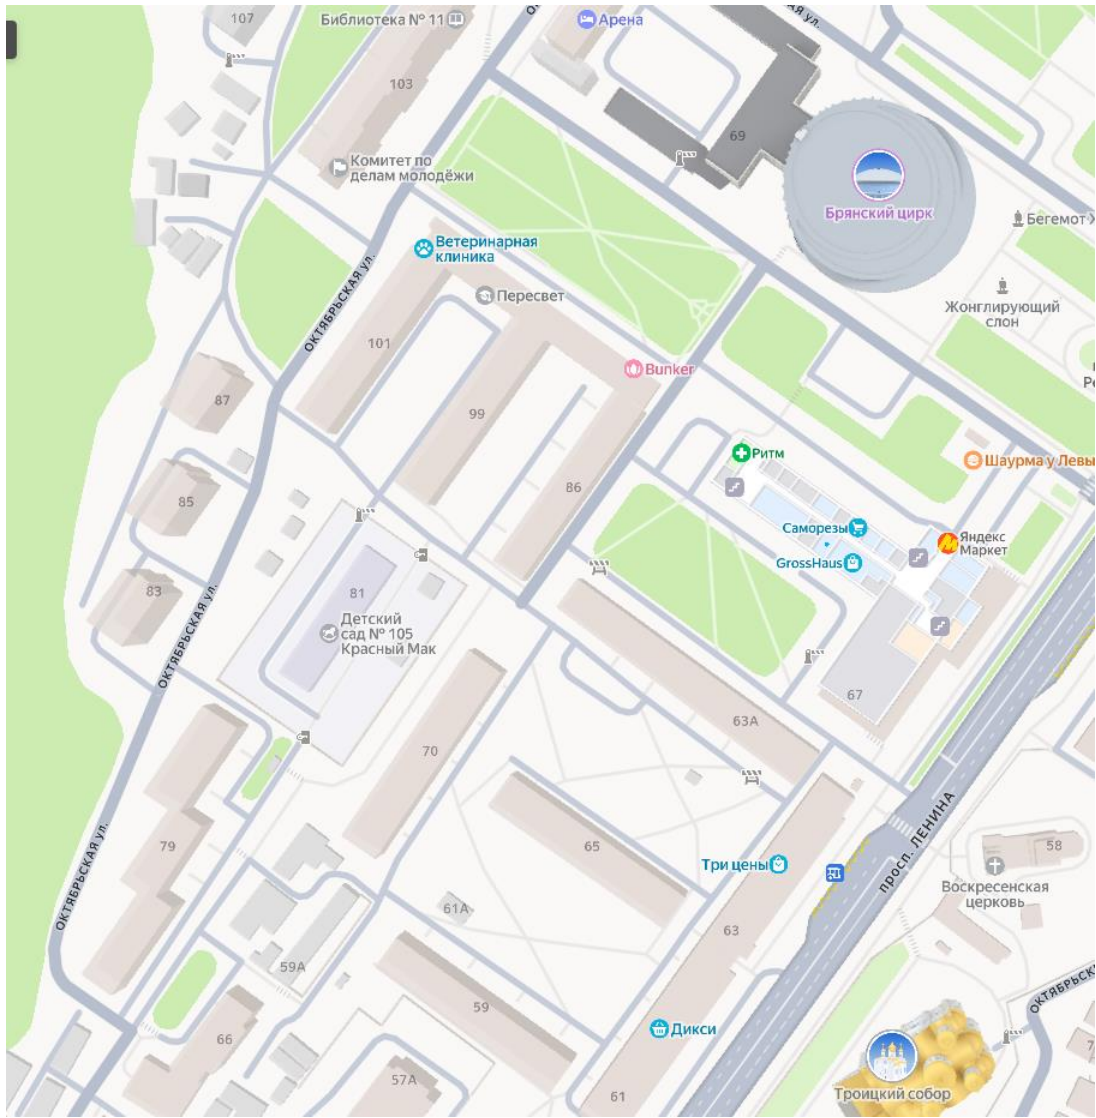 107
Библиотека № 11
Арена
103
69
Комитет по
делам молодёжи
Брянский цирк
Бегемот
Ветеринарная
клиника
ОКТЯБРЬСКАЯ УЛ.
Пересвет
Жонглирующий
слон
101
Bunker
87
99
Ритм
Шаурма у Левы
86
85
Саморезы
Яндекс
Маркет
GrossHaus
83
81
Детский
сад № 105
Красный Мак
ОКТЯБРЬСКАЯ УЛ.
67
63А
70
79
65
Три цены
просп. ЛЕНИНА
58
Воскресенская
церковь
ОКТЯБРЬСКАЯ УЛ.
61А
63
59А
59
66
Дикси
57А
61
Троицкий собор